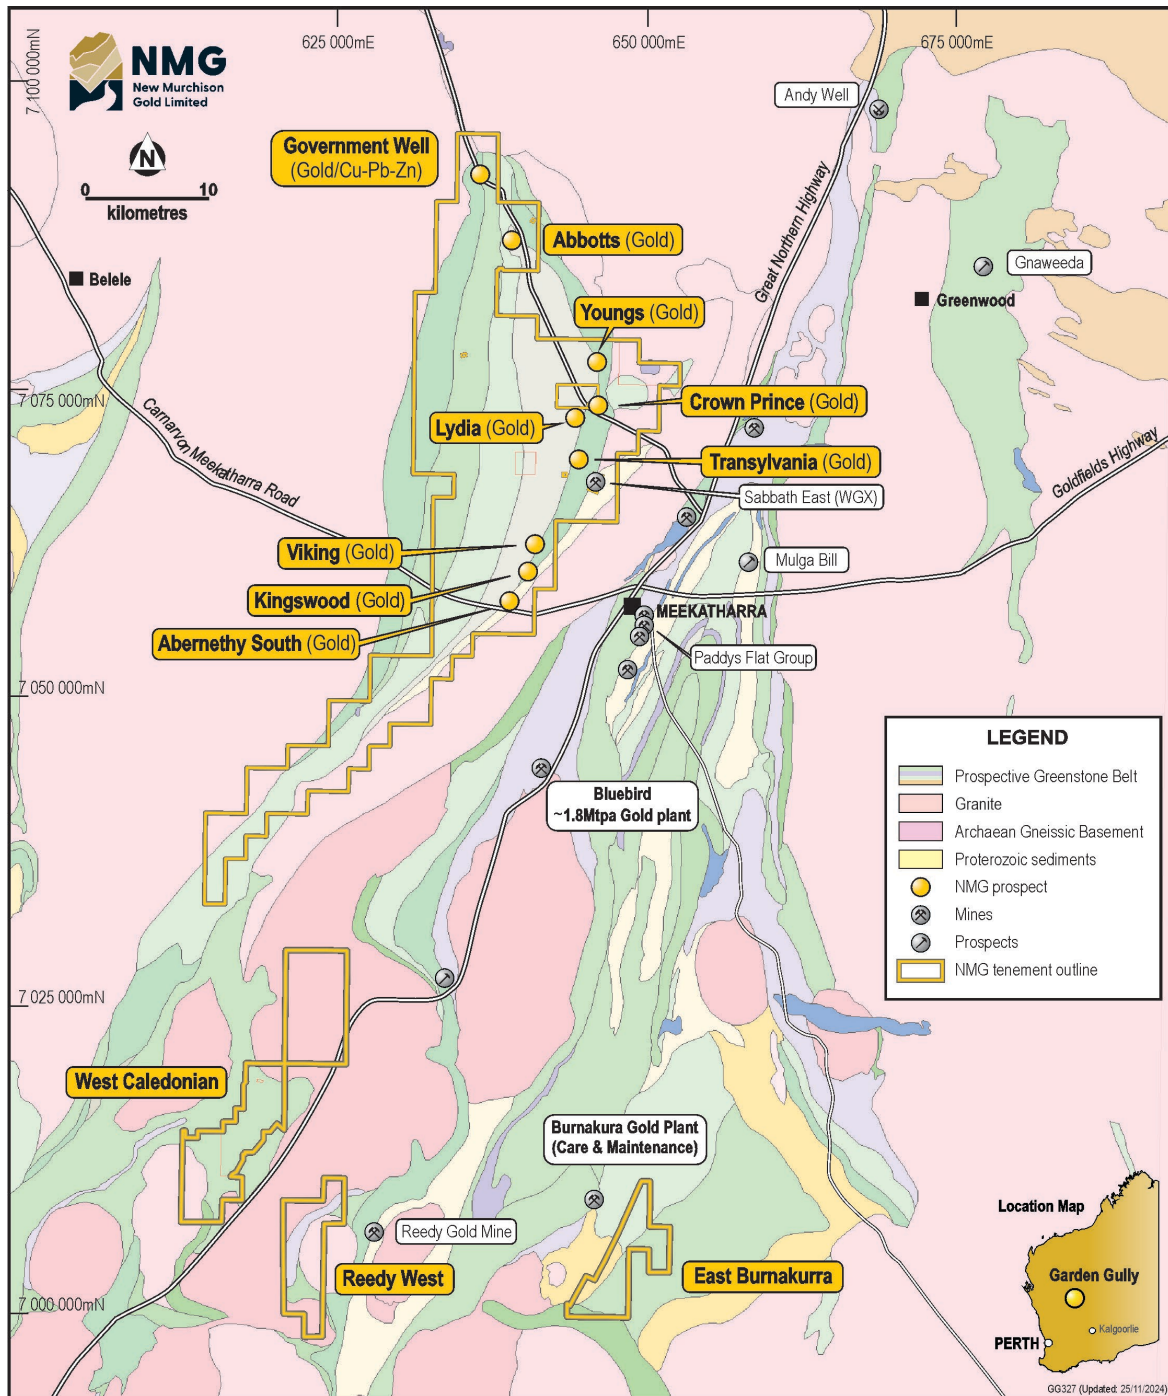 625 000mE
650 000mE
675 000mE
7 100 000mN
NMG
New Murchison
Gold Limited
N
0 10
kilometres
Andy Well
Government Well
(Gold/Cu-Pb-Zn)
Abbotts (Gold)
Great Northern Highway
Gnaweeda
Belele
Greenwood
Youngs (Gold)
7 075 000mN
Crown Prince (Gold)
Lydia (Gold)
Carnarvon Meekatharra Road
Transylvania (Gold)
Goldfields Highway
Sabbath East (WGX)
Viking (Gold)
Mulga Bill
Kingswood (Gold)
MEEKATHARRA
Abernethy South (Gold)
Paddys Flat Group
7 050 000mN
LEGEND
Prospective Greenstone Belt
Granite
Archaean Gneissic Basement
Proterozoic sediments
NMG prospect
Mines
Prospects
NMG tenement outline
Bluebird
~1.8Mtpa Gold plant
7 025 000mN
West Caledonian
Burnakura Gold Plant
(Care & Maintenance)
Reedy Gold Mine
Reedy West
East Burnakurra
7 000 000mN
Location Map
Garden Gully
Kalgoorlie
PERTH
GG327 (Updated: 25/11/2024)